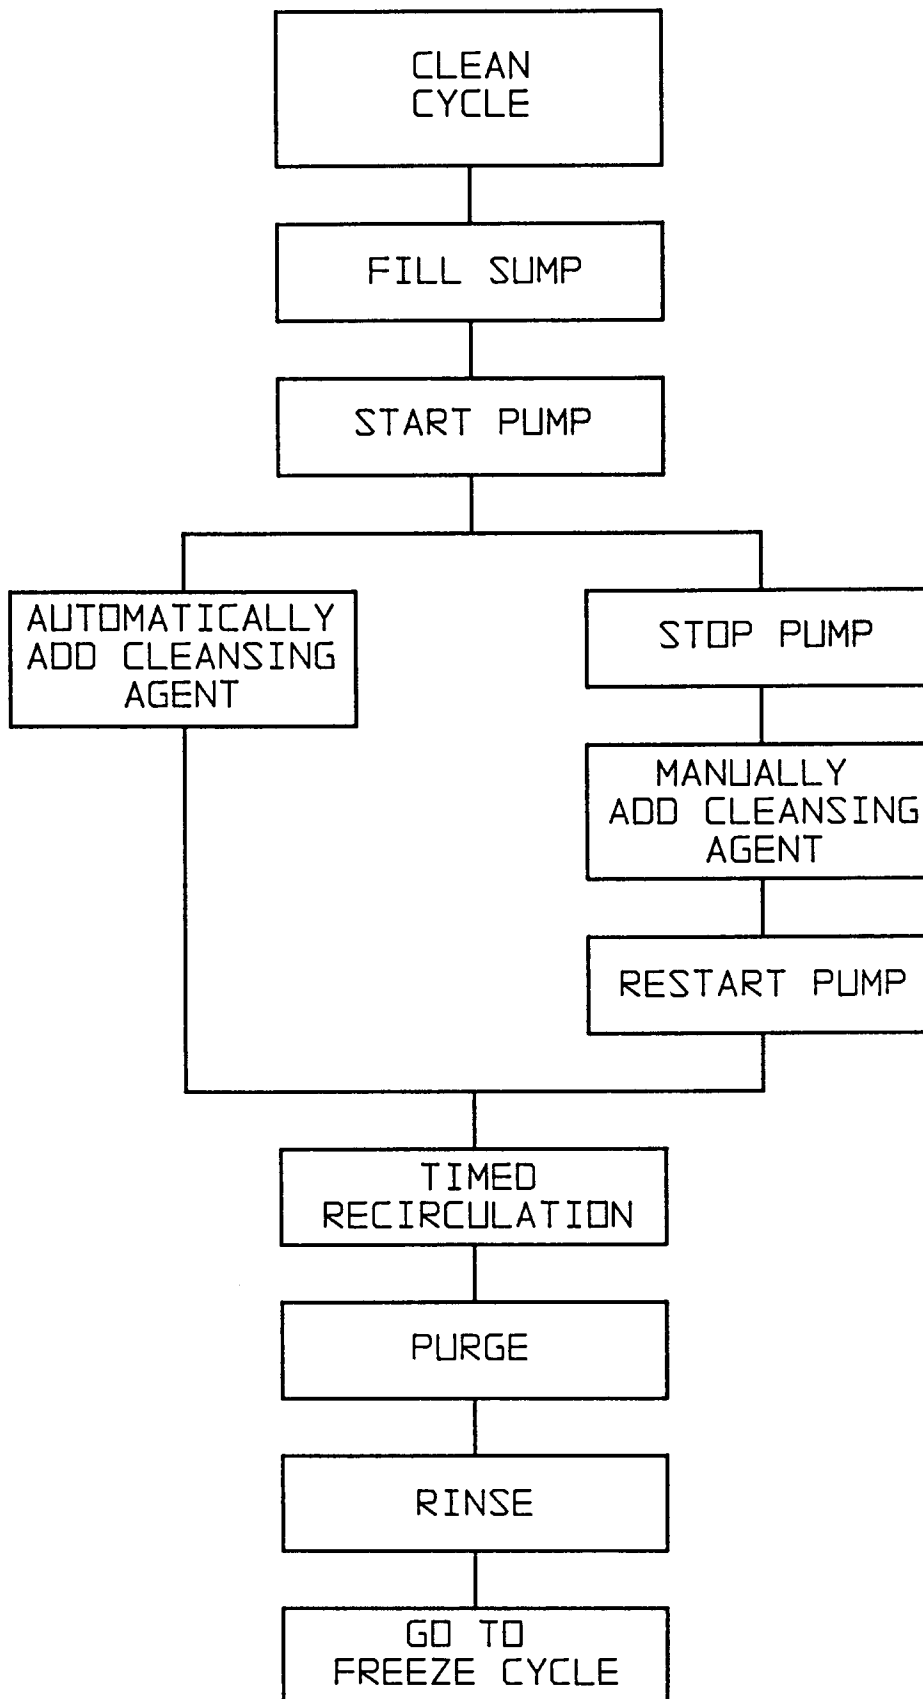 CLEAN
CYCLE
FILL SUMP
START PUMP
AUTOMATICALLY
ADD CLEANSING
AGENT
STOP PUMP
MANUALLY
ADD CLEANSING
AGENT
RESTART PUMP
TIMED
RECIRCULATION
PURGE
RINSE
GO TO
FREEZE CYCLE